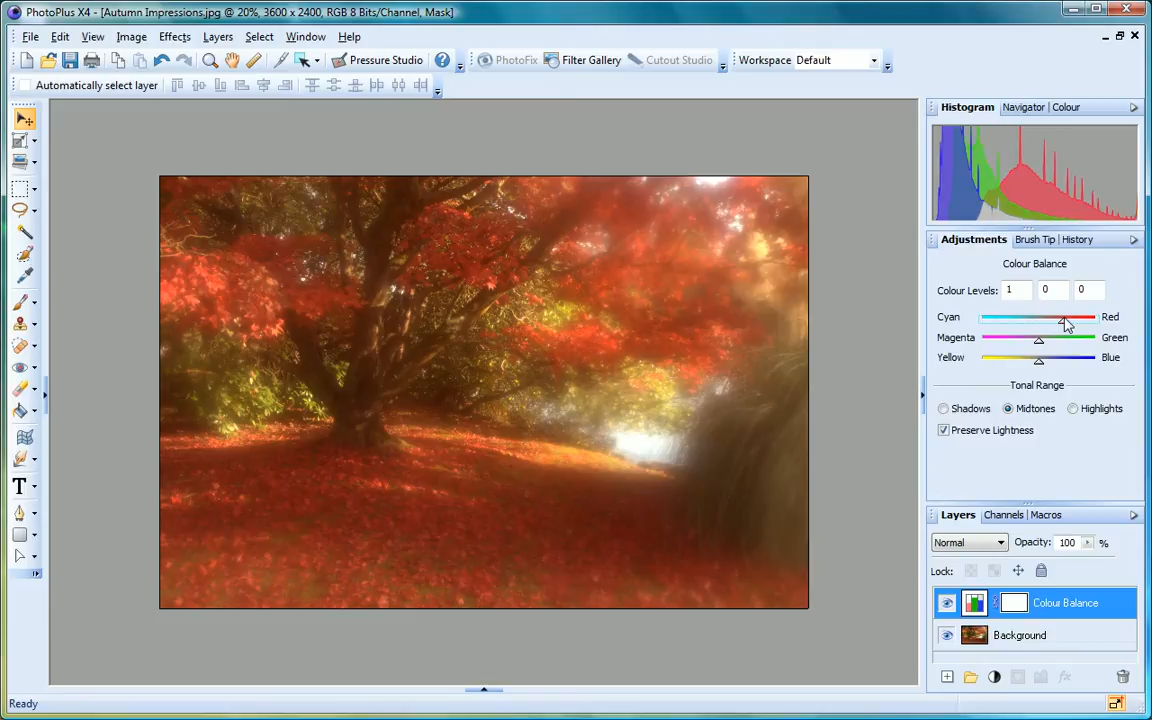 PhotoPlus X4 - [Autumn Impressions.jpg @ 20%, 3600 x 2400, RGB 8 Bits/Channel, Mask]
File Edit View Image Effects Layers Select Window Help
Pressure Studio PhotoFix Filter Gallery Cutout Studio Workspace Default
Automatically select layer
Histogram Navigator | Colour
Adjustments Brush Tip | History
Colour Balance
Colour Levels: 1 0 0
Cyan Red
Magenta Green
Yellow Blue
Tonal Range
Shadows Midtones Highlights
Preserve Lightness
Layers Channels | Macros
Normal Opacity: 100 %
Lock:
Colour Balance
Background
Ready